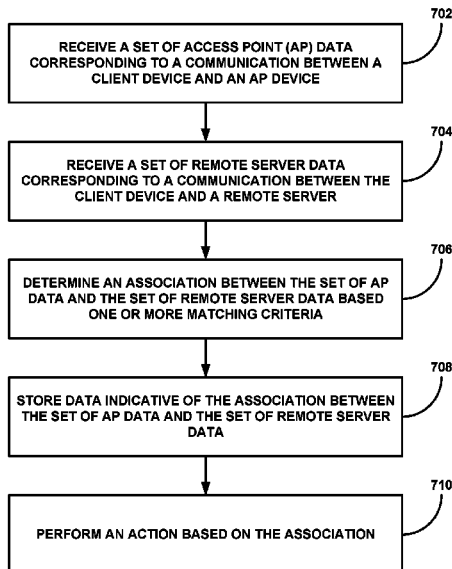 702
RECEIVE A SET OF ACCESS POINT (AP) DATA
CORRESPONDING TO A COMMUNICATION BETWEEN A
CLIENT DEVICE AND AN AP DEVICE
704
RECEIVE A SET OF REMOTE SERVER DATA
CORRESPONDING TO A COMMUNICATION BETWEEN THE
CLIENT DEVICE AND A REMOTE SERVER
706
DETERMINE AN ASSOCIATION BETWEEN THE SET OF AP
DATA AND THE SET OF REMOTE SERVER DATA BASED
ONE OR MORE MATCHING CRITERIA
708
STORE DATA INDICATIVE OF THE ASSOCIATION BETWEEN
THE SET OF AP DATA AND THE SET OF REMOTE SERVER
DATA
710
PERFORM AN ACTION BASED ON THE ASSOCIATION